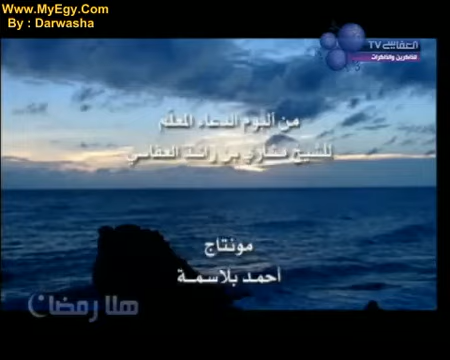 Www.MyEgy.Com
By : Darwasha
العفاسي TV
للذاكرين والذاكرات
من ألبوم الدعاء المعلّم
للشيخ مشاري بن راشد العفاسي
مونتاج
أحمد بلاسمة
هلا رمضان